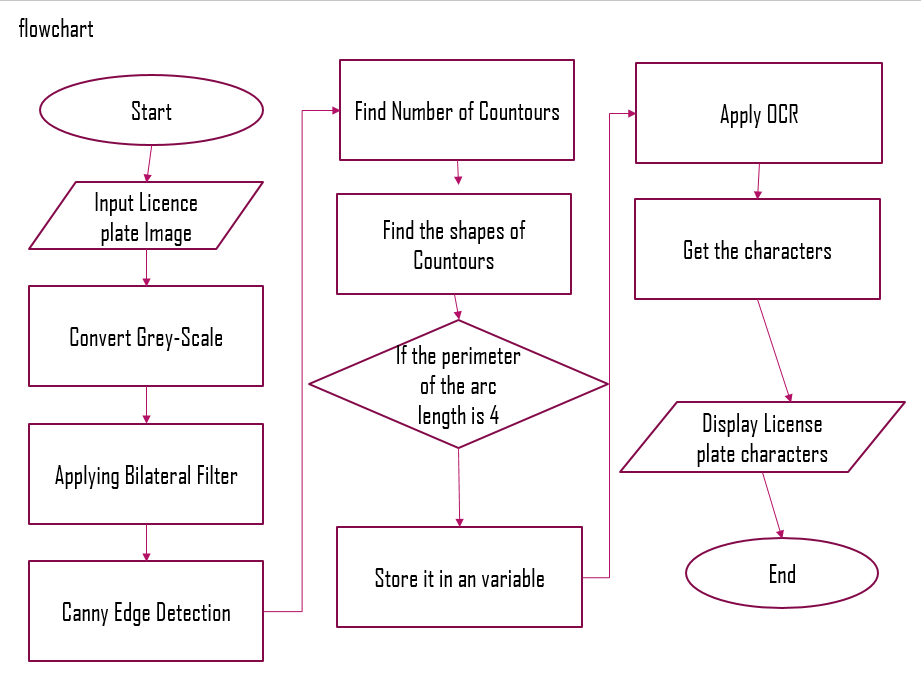 flowchart
Start
Input Licence
plate Image
Convert Grey-Scale
Applying Bilateral Filter
Canny Edge Detection
Find Number of Countours
Find the shapes of
Countours
If the perimeter
of the arc
length is 4
Store it in an variable
Apply OCR
Get the characters
Display License
plate characters
End